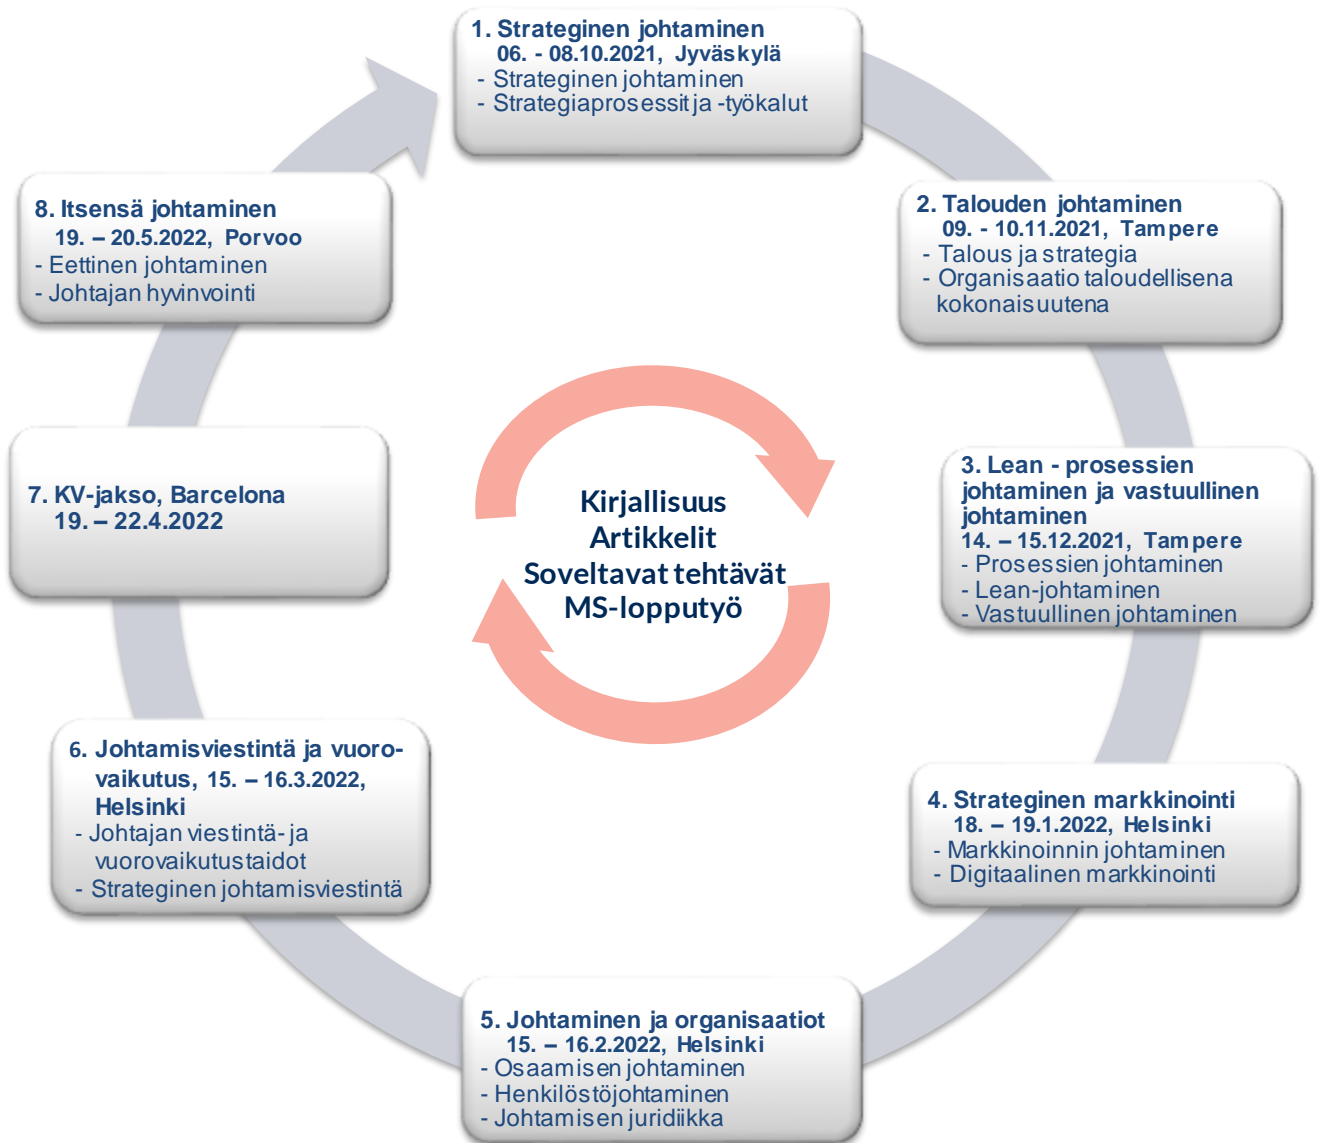 1. Strateginen johtaminen
06. - 08.10.2021, Jyväskylä
- Strateginen johtaminen
- Strategiaprosessit ja -työkalut
2. Talouden johtaminen
09. - 10.11.2021, Tampere
- Talous ja strategia
- Organisaatio taloudellisena
kokonaisuutena
3. Lean - prosessien
johtaminen ja vastuullinen
johtaminen
14. – 15.12.2021, Tampere
- Prosessien johtaminen
- Lean-johtaminen
- Vastuullinen johtaminen
4. Strateginen markkinointi
18. – 19.1.2022, Helsinki
- Markkinoinnin johtaminen
- Digitaalinen markkinointi
5. Johtaminen ja organisaatiot
15. – 16.2.2022, Helsinki
- Osaamisen johtaminen
- Henkilöstöjohtaminen
- Johtamisen juridiikka
6. Johtamisviestintä ja vuoro-
vaikutus, 15. – 16.3.2022,
Helsinki
- Johtajan viestintä- ja
vuorovaikutustaidot
- Strateginen johtamisviestintä
7. KV-jakso, Barcelona
19. – 22.4.2022
8. Itsensä johtaminen
19. – 20.5.2022, Porvoo
- Eettinen johtaminen
- Johtajan hyvinvointi
Kirjallisuus
Artikkelit
Soveltavat tehtävät
MS-lopputyö